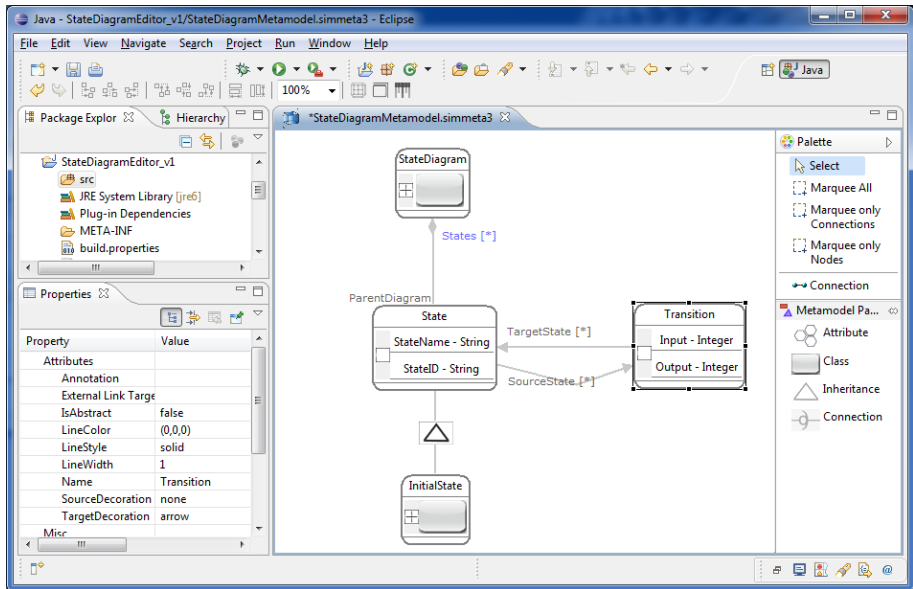 Java - StateDiagramEditor_v1/StateDiagramMetamodel.simmeta3 - Eclipse
File Edit View Navigate Search Project Run Window Help
Java
100%
Package Explor
Hierarchy
StateDiagramEditor_v1
src
JRE System Library [jre6]
Plug-in Dependencies
META-INF
build.properties
Properties
Property Value
Attributes
Annotation
External Link Targe
IsAbstract false
LineColor (0,0,0)
LineStyle solid
LineWidth 1
Name Transition
SourceDecoration none
TargetDecoration arrow
Misc
*StateDiagramMetamodel.simmeta3
StateDiagram
States [*]
ParentDiagram
State
StateName - String
StateID - String
TargetState [*]
SourceState [*]
Transition
Input - Integer
Output - Integer
InitialState
Palette
Select
Marquee All
Marquee only
Connections
Marquee only
Nodes
Connection
Metamodel Pa...
Attribute
Class
Inheritance
Connection